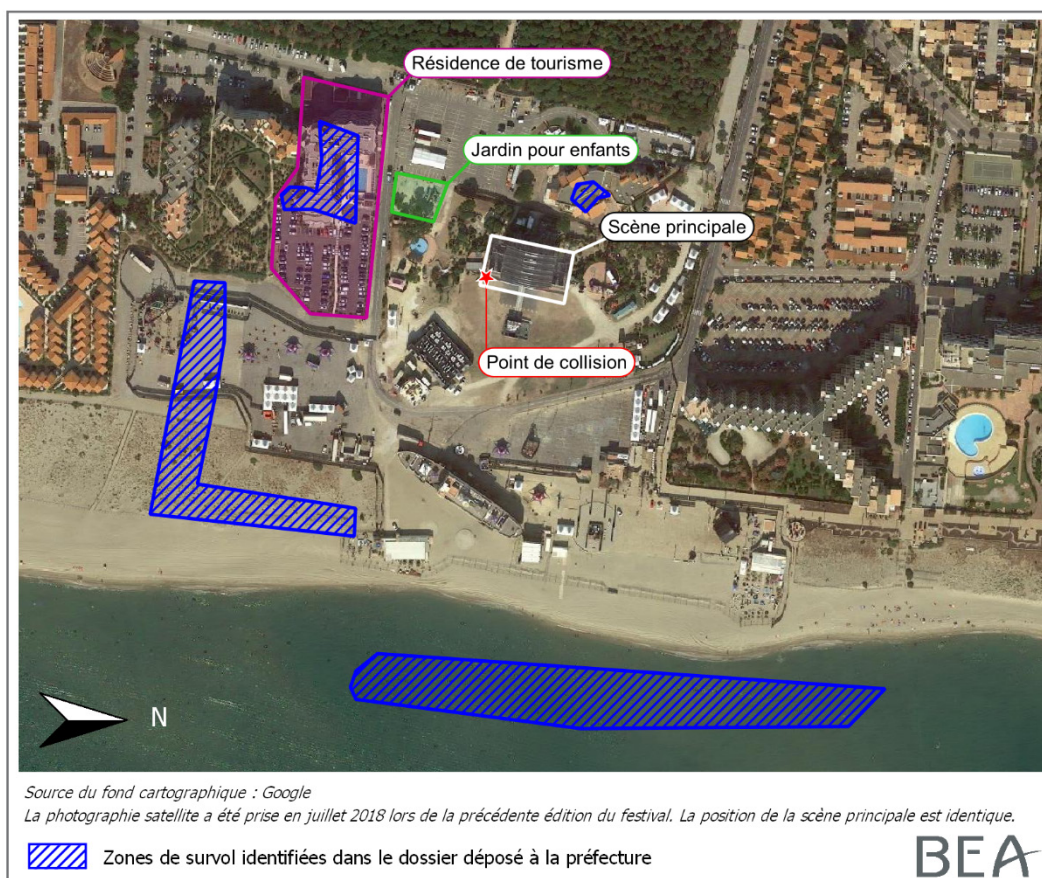 Résidence de tourisme
Jardin pour enfants
Scène principale
Point de collision
N
Source du fond cartographique : Google
La photographie satellite a été prise en juillet 2018 lors de la précédente édition du festival. La position de la scène principale est identique.
Zones de survol identifiées dans le dossier déposé à la préfecture
BEA